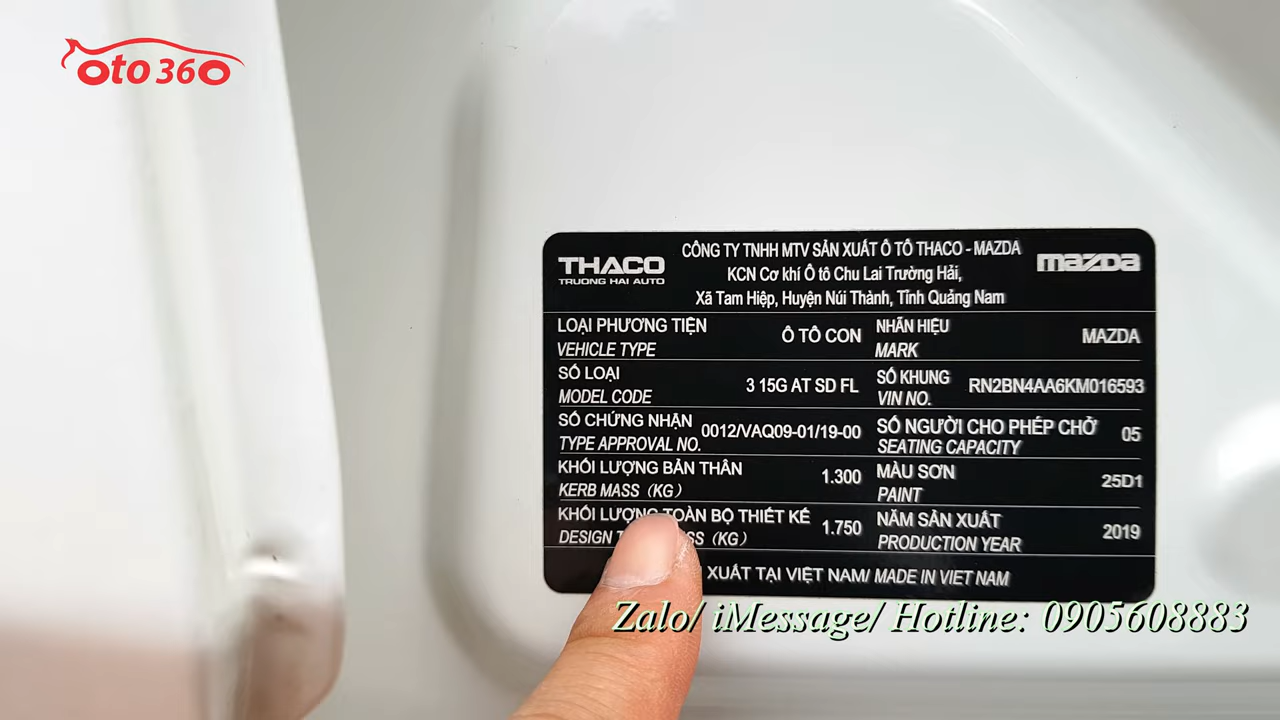 oto 360
CÔNG TY TNHH MTV SẢN XUẤT Ô TÔ THACO - MAZDA
THACO
TRUONG HAI AUTO
KCN Cơ khí Ô tô Chu Lai Trường Hải,
mazda
Xã Tam Hiệp, Huyện Núi Thành, Tỉnh Quảng Nam
LOẠI PHƯƠNG TIỆN
VEHICLE TYPE
Ô TÔ CON
NHÃN HIỆU
MARK
MAZDA
SỐ LOẠI
MODEL CODE
3 15G AT SD FL
SỐ KHUNG
VIN NO.
RN2BN4AA6KM016593
SỐ CHỨNG NHẬN
TYPE APPROVAL NO.
0012/VAQ09-01/19-00
SỐ NGƯỜI CHO PHÉP CHỞ
SEATING CAPACITY
05
KHỐI LƯỢNG BẢN THÂN
KERB MASS (KG)
1.300
MÀU SƠN
PAINT
25D1
KHỐI LƯỢNG TOÀN BỘ THIẾT KẾ
DESIGN (KG)
1.750
NĂM SẢN XUẤT
PRODUCTION YEAR
2019
XUẤT TẠI VIỆT NAM/ MADE IN VIET NAM
Zalo/ iMessage/ Hotline: 0905608883